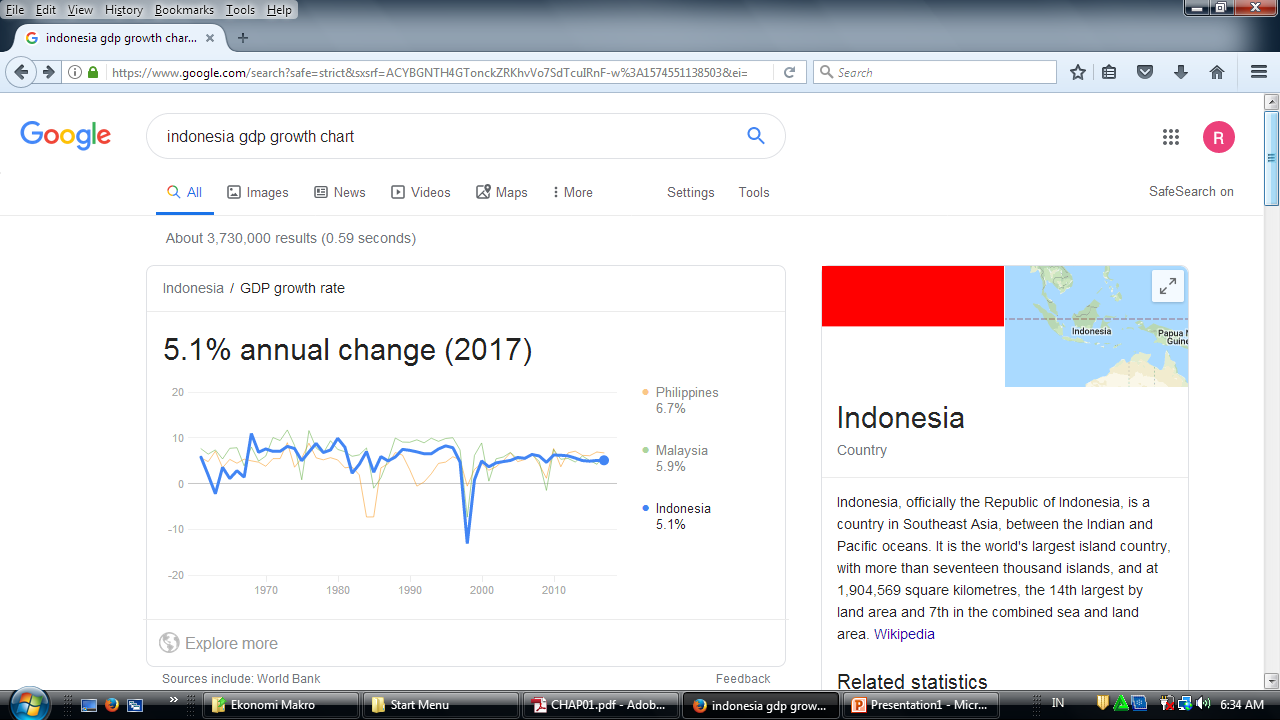 File Edit View History Bookmarks Tools Help
indonesia gdp growth char...
https://www.google.com/search?safe=strict&sxsrf=ACYBGNTH4GTonckZRKhvVo7SdTcuIRnF-w%3A1574551138503&ei=
Search
Google
indonesia gdp growth chart
R
All Images News Videos Maps More Settings Tools SafeSearch on
About 3,730,000 results (0.59 seconds)
Indonesia / GDP growth rate
5.1% annual change (2017)
20
10
0
-10
-20
1970 1980 1990 2000 2010
Philippines
6.7%
Malaysia
5.9%
Indonesia
5.1%
Explore more
Sources include: World Bank Feedback
Indonesia
Papua N
Guine
Indonesia
Country
Indonesia, officially the Republic of Indonesia, is a
country in Southeast Asia, between the Indian and
Pacific oceans. It is the world's largest island country,
with more than seventeen thousand islands, and at
1,904,569 square kilometres, the 14th largest by
land area and 7th in the combined sea and land
area. Wikipedia
Related statistics
Ekonomi Makro
Start Menu
CHAP01.pdf - Adob...
indonesia gdp grow...
Presentation1 - Micr...
IN
6:34 AM